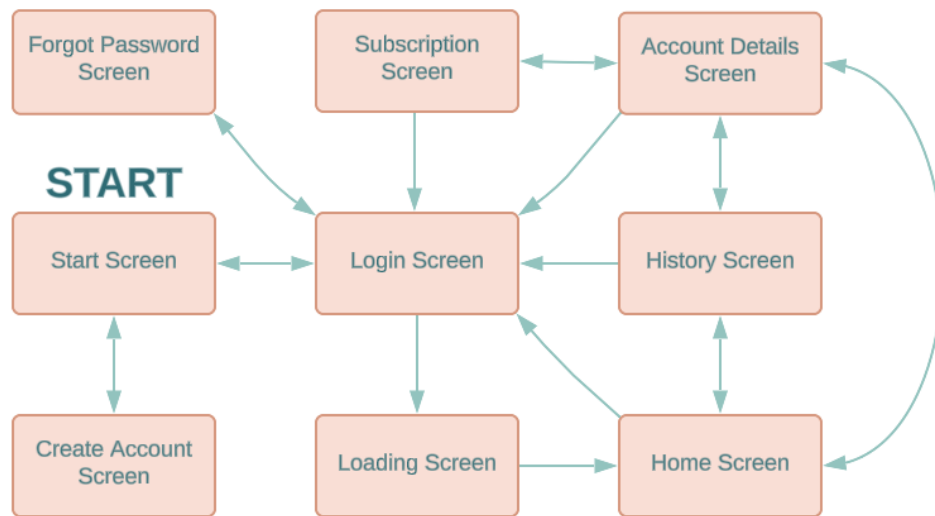 Forgot Password
Screen
Subscription
Screen
Account Details
Screen
START
Start Screen
Login Screen
History Screen
Create Account
Screen
Loading Screen
Home Screen